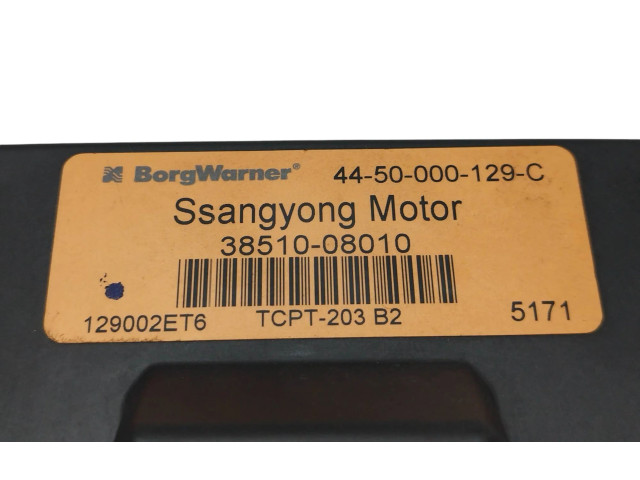 BorgWarner® 44-50-000-129-C
Ssangyong Motor
38510-08010
129002ET6 TCPT-203 B2 5171